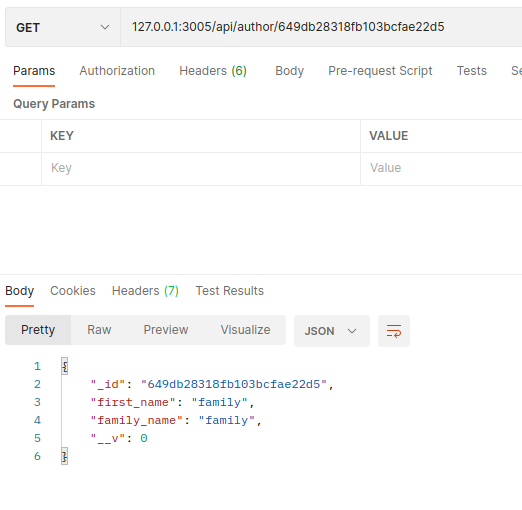 GET 127.0.0.1:3005/api/author/649db28318fb103bcfae22d5
Params Authorization Headers (6) Body Pre-request Script Tests Se
Query Params
KEY VALUE
Key Value
Body Cookies Headers (7) Test Results
Pretty Raw Preview Visualize JSON
1 {
2 "_id": "649db28318fb103bcfae22d5",
3 "first_name": "family",
4 "family_name": "family",
5 "__v": 0
6 }